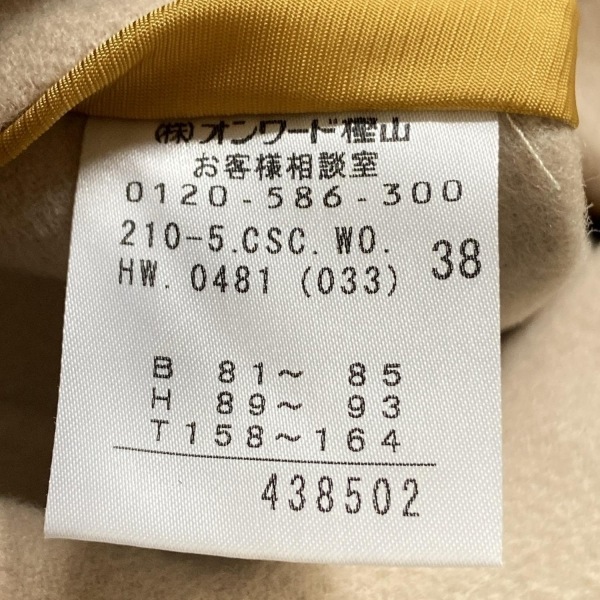 (株)オンワード樫山
お客様相談室
0120-586-300
210-5.CSC.WO.
HW. 0481 (033) 38
B 81〜 85
H 89〜 93
T 158〜164
438502